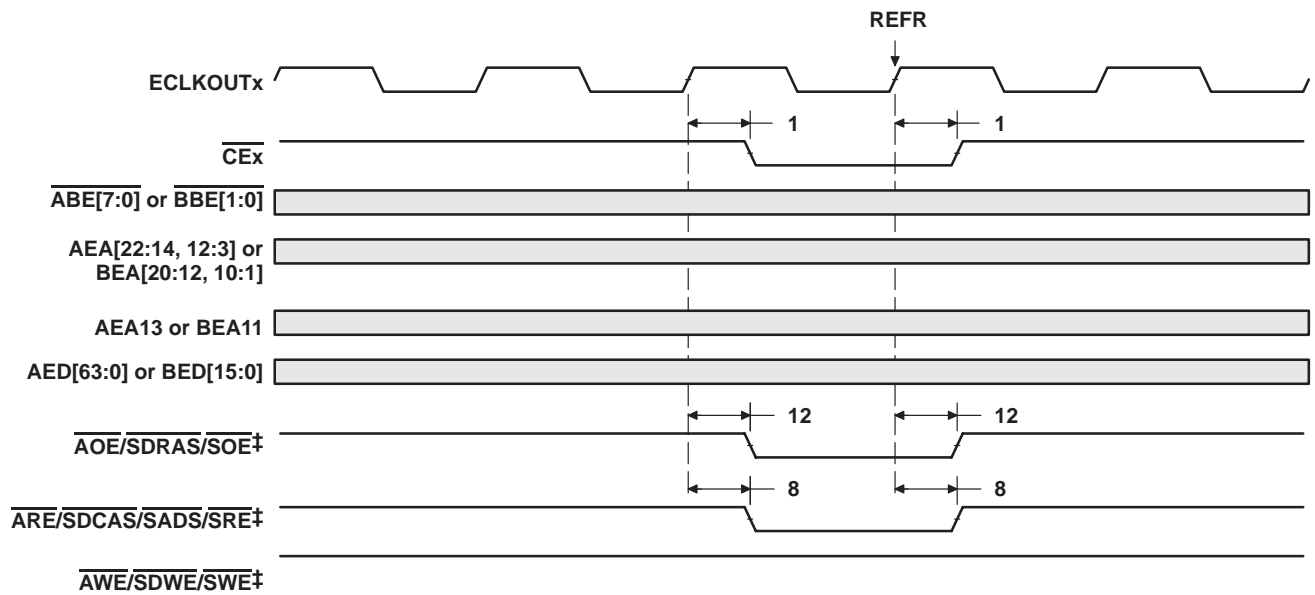 REFR
ECLKOUTx
1 1
CEx
ABE[7:0] or BBE[1:0]
AEA[22:14, 12:3] or
BEA[20:12, 10:1]
AEA13 or BEA11
AED[63:0] or BED[15:0]
12 12
AOE/SDRAS/SOE‡
8 8
ARE/SDCAS/SADS/SRE‡
AWE/SDWE/SWE‡